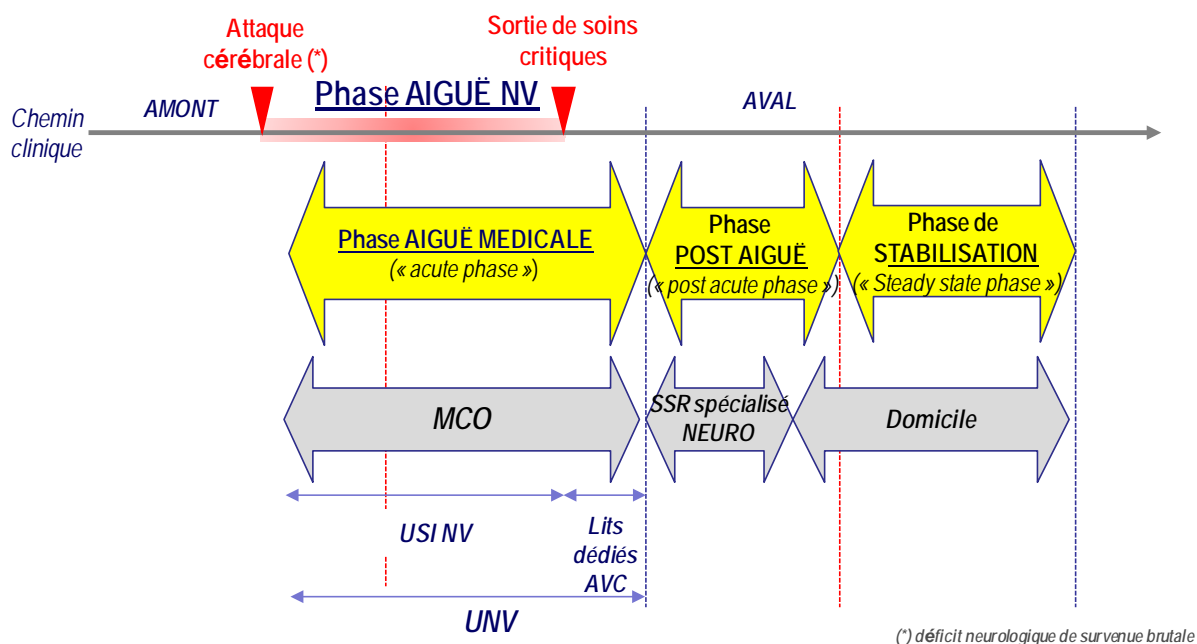 Attaque
cérébrale (*)
Sortie de soins
critiques
Phase AIGUË NV
AMONT
AVAL
Chemin
clinique
Phase AIGUË MEDICALE
(« acute phase »)
Phase
POST AIGUË
(« post acute phase »)
Phase de
STABILISATION
(« Steady state phase »)
MCO
SSR spécialisé
NEURO
Domicile
USI NV
Lits
dédiés
AVC
UNV
(*) déficit neurologique de survenue brutale